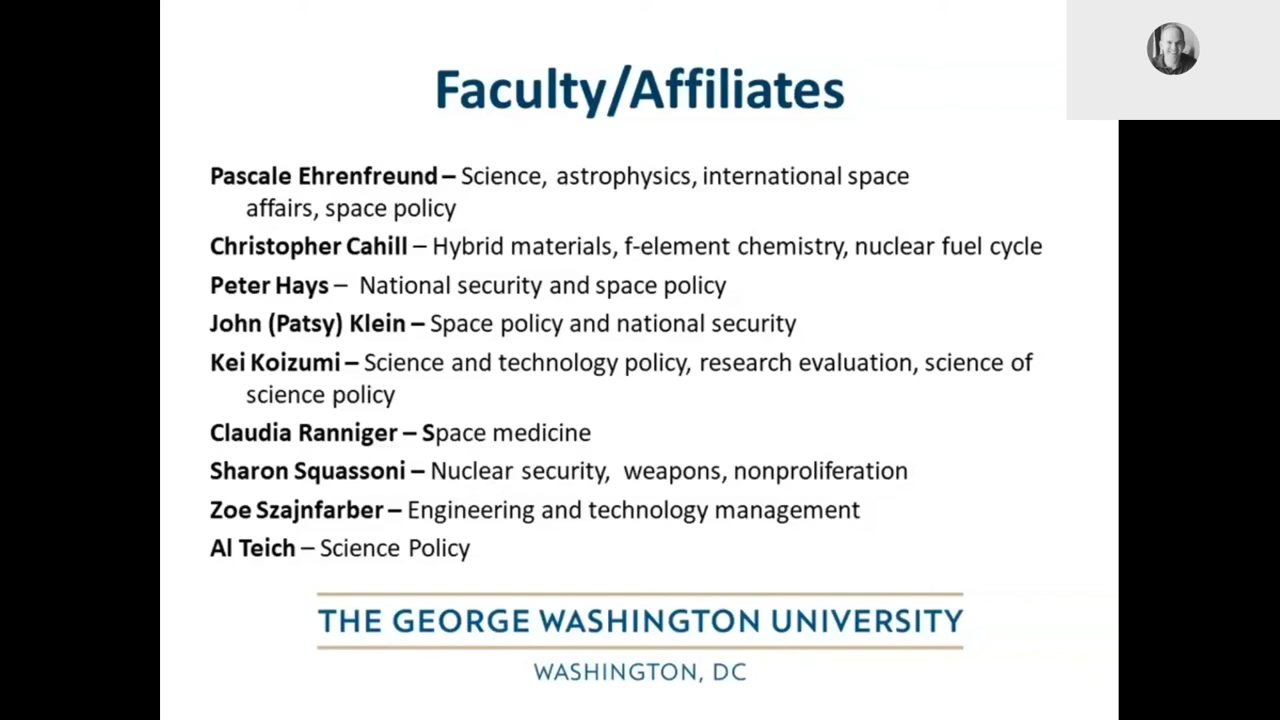 Faculty/Affiliates
Pascale Ehrenfreund – Science, astrophysics, international space
affairs, space policy
Christopher Cahill – Hybrid materials, f-element chemistry, nuclear fuel cycle
Peter Hays – National security and space policy
John (Patsy) Klein – Space policy and national security
Kei Koizumi – Science and technology policy, research evaluation, science of
science policy
Claudia Ranniger – Space medicine
Sharon Squassoni – Nuclear security, weapons, nonproliferation
Zoe Szajnfarber – Engineering and technology management
Al Teich – Science Policy
THE GEORGE WASHINGTON UNIVERSITY
WASHINGTON, DC